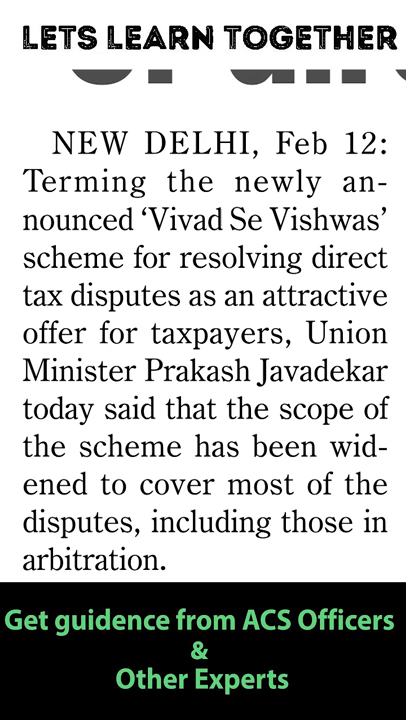 LETS LEARN TOGETHER
NEW DELHI, Feb 12:
Terming the newly an-
nounced ‘Vivad Se Vishwas’
scheme for resolving direct
tax disputes as an attractive
offer for taxpayers, Union
Minister Prakash Javadekar
today said that the scope of
the scheme has been wid-
ened to cover most of the
disputes, including those in
arbitration.
Get guidence from ACS Officers
&
Other Experts